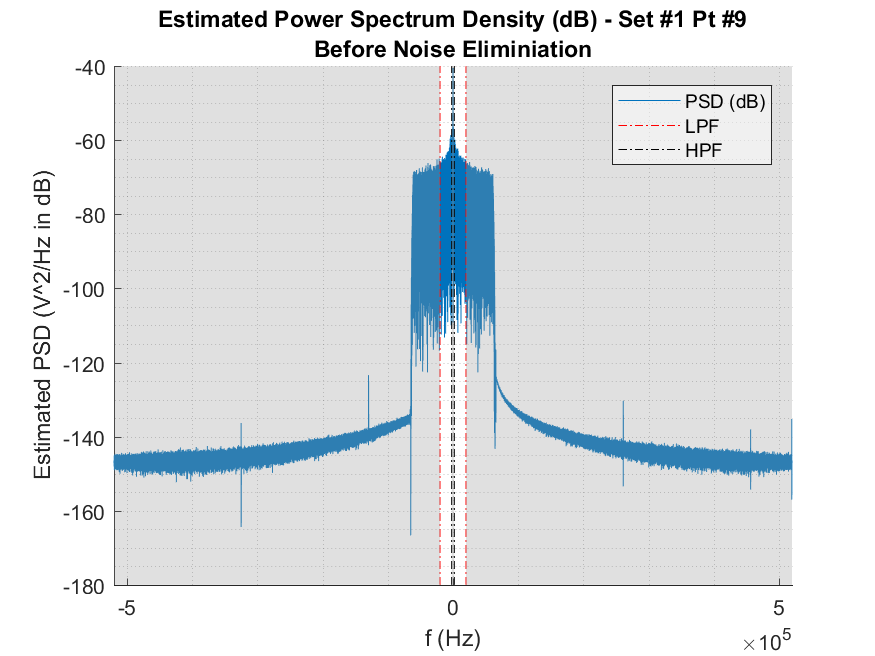 Estimated Power Spectrum Density (dB) - Set #1 Pt #9
Before Noise Eliminiation
-40
-60
-80
-100
-120
-140
-160
-180
Estimated PSD (V^2/Hz in dB)
PSD (dB)
LPF
HPF
-5
0
5
f (Hz)
×10^5